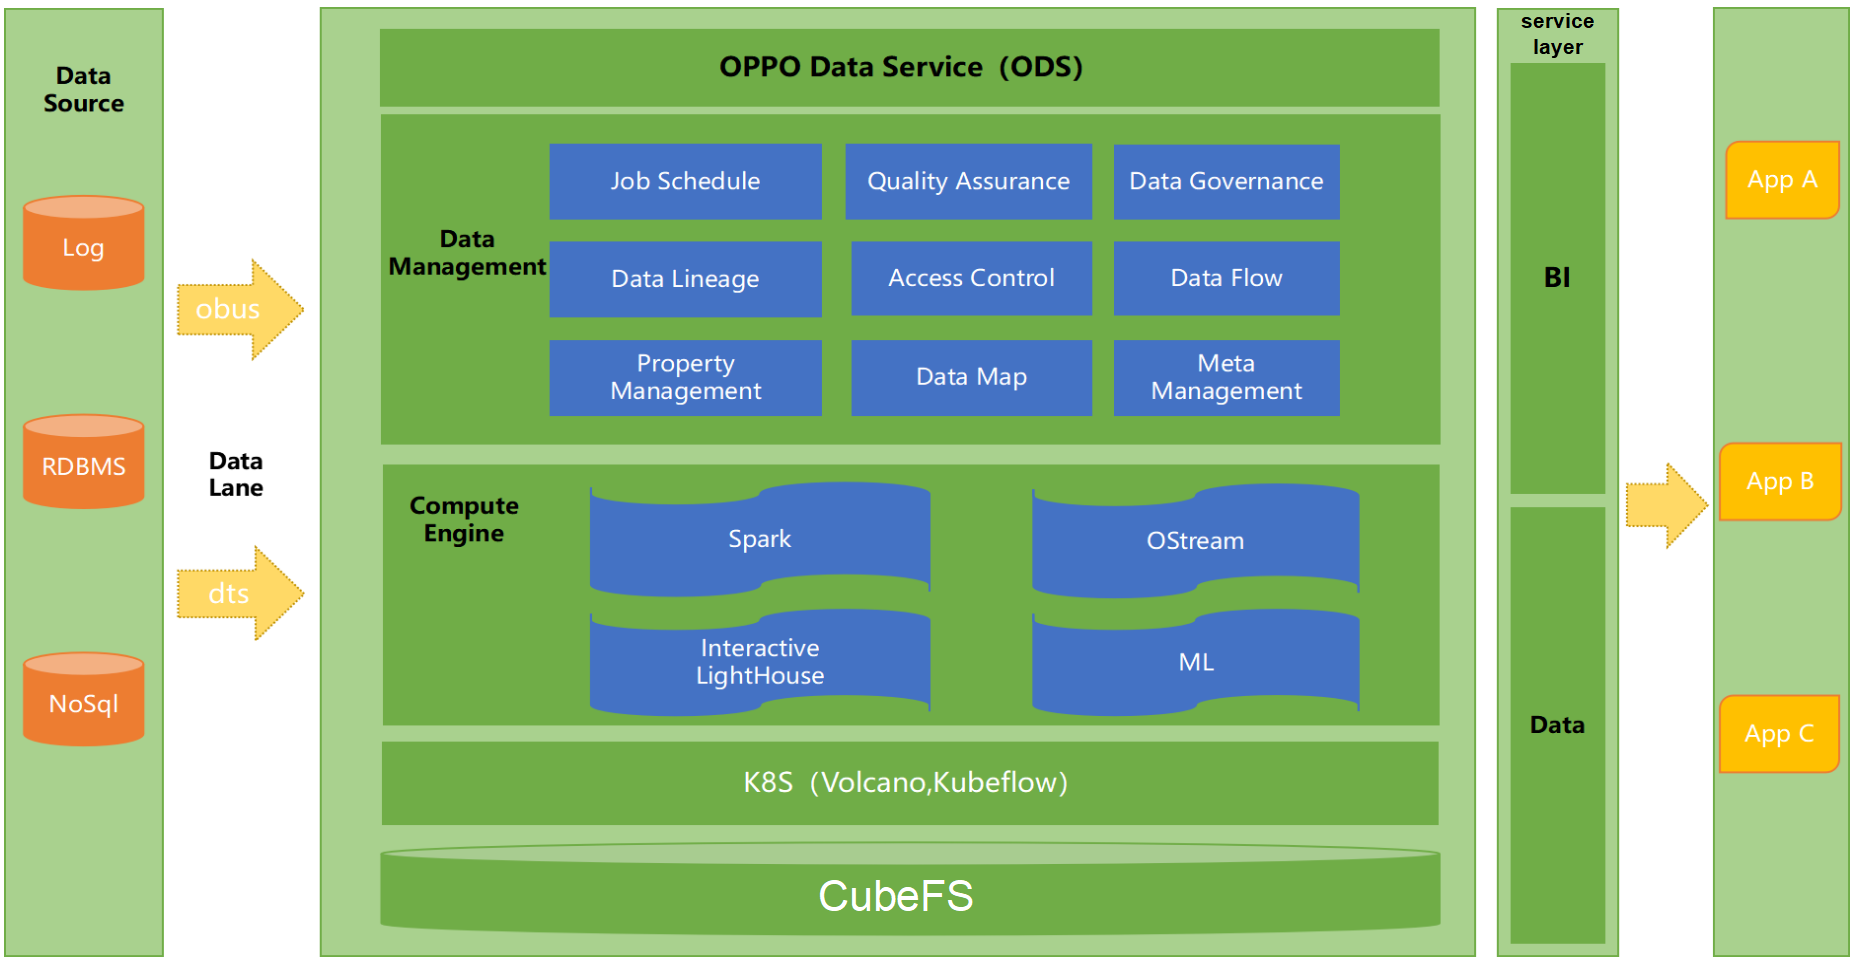 Data
Source
Log
RDBMS
NoSql
obus
Data
Lane
dts
OPPO Data Service（ODS）
Data
Management
Job Schedule
Quality Assurance
Data Governance
Data Lineage
Access Control
Data Flow
Property
Management
Data Map
Meta
Management
Compute
Engine
Spark
OStream
Interactive
LightHouse
ML
K8S（Volcano,Kubeflow）
CubeFS
service
layer
BI
Data
App A
App B
App C